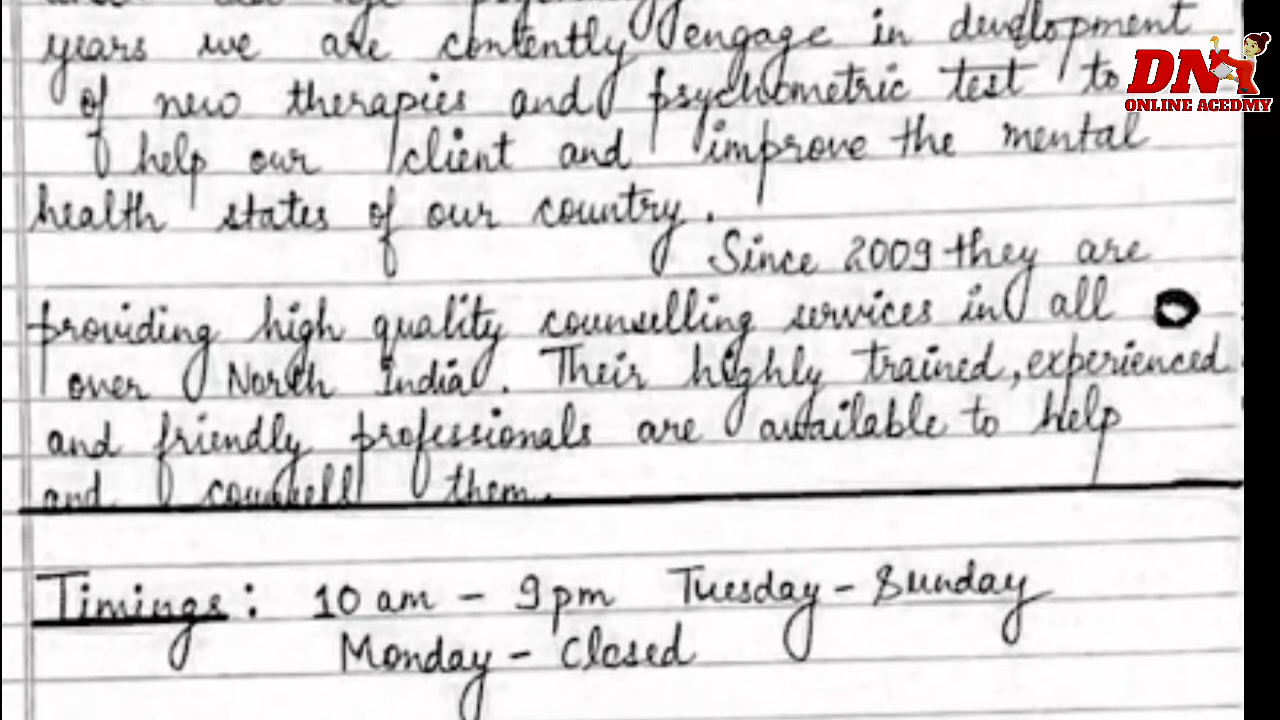 years we are contently engage in development
of new therapies and psychometric test to
help our client and improve the mental
health states of our country.
Since 2009 they are
providing high quality counselling services in all
over North India. Their highly trained, experienced
and friendly professionals are available to help
and counsell them.
Timings: 10 am - 9 pm Tuesday - Sunday
Monday - Closed
DN
ONLINE ACEDMY